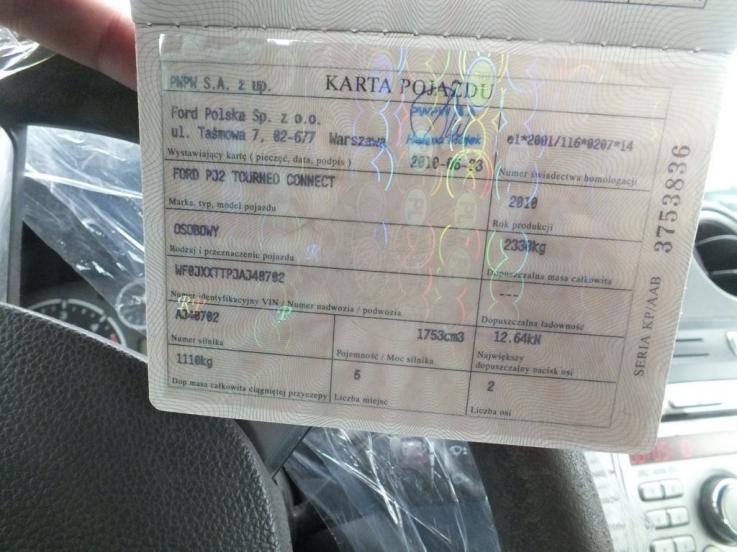 PWPW S.A. z up.
KARTA POJAZDU
Ford Polska Sp. z o.o.
ul. Taśmowa 7, 02-677 Warszawa
e1*2001/116*0207*14
Wystawiający kartę ( pieczęć, data, podpis )
2010-06-23
Numer świadectwa homologacji
FORD PJ2 TOURNEO CONNECT
2010
Marka, typ, model pojazdu
Rok produkcji
OSOBOWY
2330kg
Rodzaj i przeznaczenie pojazdu
Dopuszczalna masa całkowita
WF0JXXTTPJAJ40702
---
Numer identyfikacyjny VIN / Numer nadwozia / podwozia
Dopuszczalna ładowność
AJ40702
1753cm3
12.64kN
Numer silnika
Pojemność / Moc silnika
Największy
dopuszczalny nacisk osi
1110kg
5
2
Dop masa całkowita ciągniętej przyczepy
Liczba miejsc
Liczba osi
SERIA KP/AAB 3753836